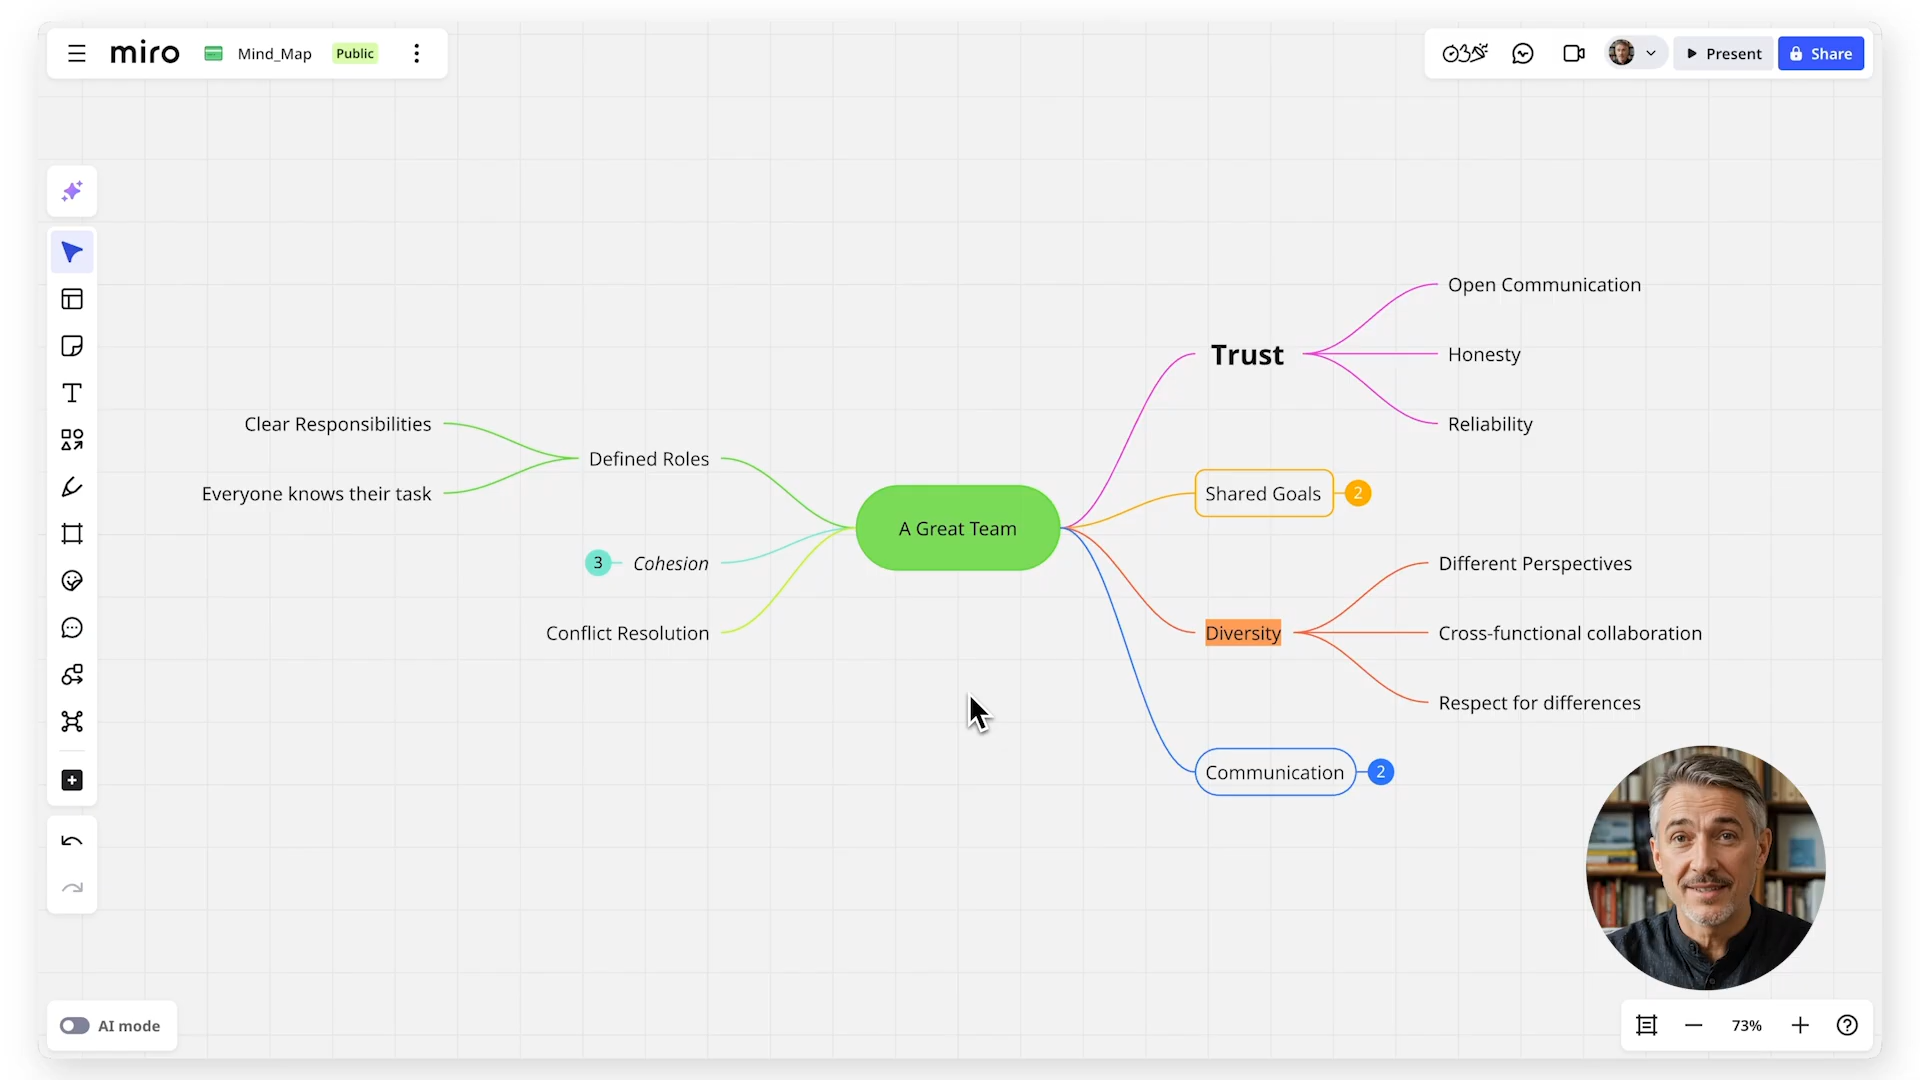 miro
Mind_Map
Public
Present
Share
Open Communication
Trust
Honesty
Reliability
Clear Responsibilities
Defined Roles
Everyone knows their task
A Great Team
Shared Goals
2
3
Cohesion
Different Perspectives
Conflict Resolution
Diversity
Cross-functional collaboration
Respect for differences
Communication
2
AI mode
73%